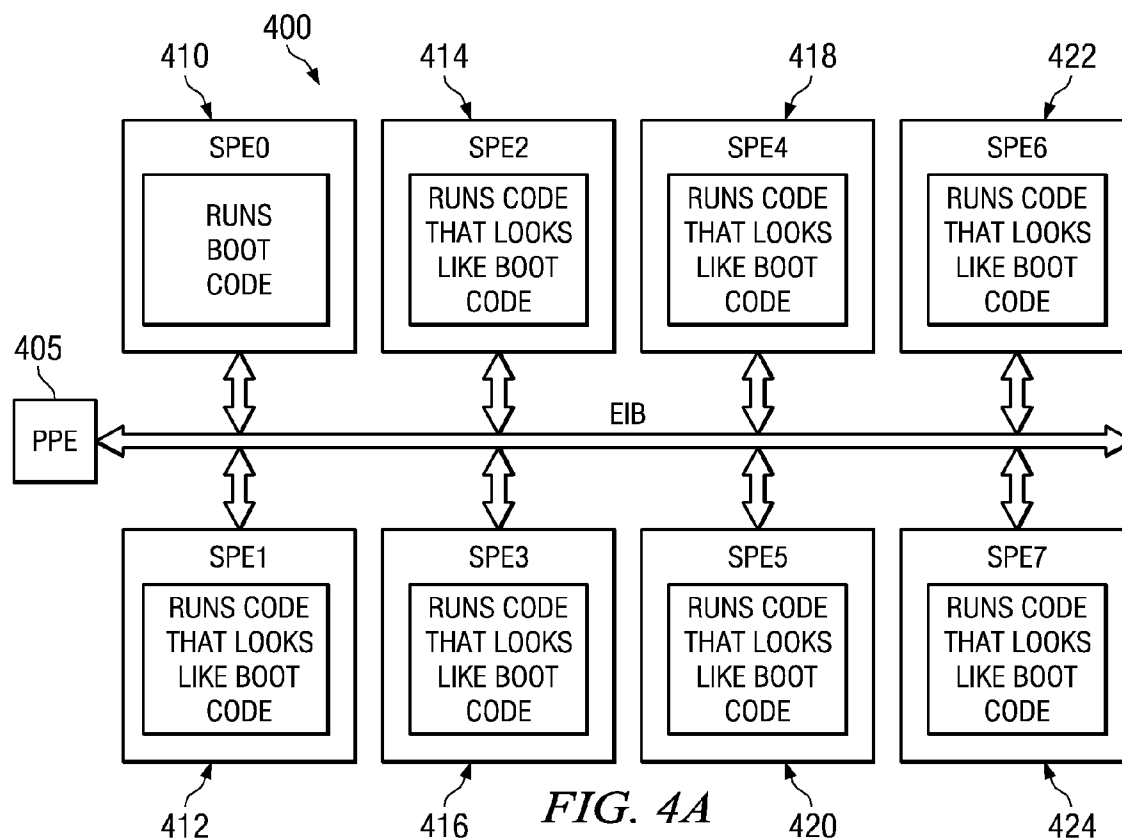 400
410
414
418
422
SPE0
SPE2
SPE4
SPE6
RUNS
BOOT
CODE
RUNS CODE
THAT LOOKS
LIKE BOOT
CODE
RUNS CODE
THAT LOOKS
LIKE BOOT
CODE
RUNS CODE
THAT LOOKS
LIKE BOOT
CODE
405
PPE
EIB
SPE1
SPE3
SPE5
SPE7
RUNS CODE
THAT LOOKS
LIKE BOOT
CODE
RUNS CODE
THAT LOOKS
LIKE BOOT
CODE
RUNS CODE
THAT LOOKS
LIKE BOOT
CODE
RUNS CODE
THAT LOOKS
LIKE BOOT
CODE
412
416
FIG. 4A
420
424